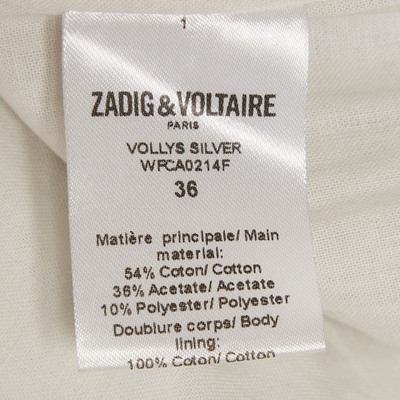 1
ZADIG & VOLTAIRE
PARIS
VOLLYS SILVER
WFCA0214F
36
Matière principale/ Main
material:
54% Coton/ Cotton
36% Acetate/ Acetate
10% Polyester/ Polyester
Doublure corps/ Body
lining:
100% Coton/ Cotton